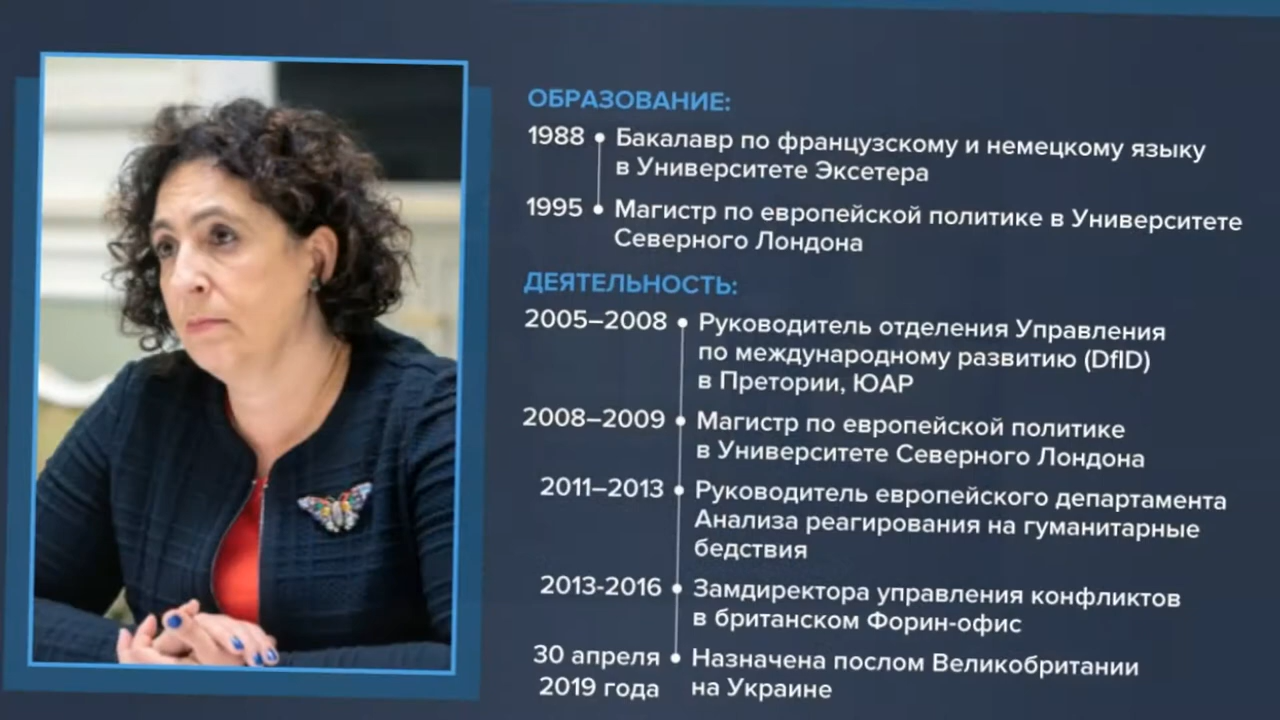 ОБРАЗОВАНИЕ:
1988 Бакалавр по французскому и немецкому языку
в Университете Эксетера
1995 Магистр по европейской политике в Университете
Северного Лондона
ДЕЯТЕЛЬНОСТЬ:
2005–2008 Руководитель отделения Управления
по международному развитию (DfID)
в Претории, ЮАР
2008–2009 Магистр по европейской политике
в Университете Северного Лондона
2011–2013 Руководитель европейского департамента
Анализа реагирования на гуманитарные
бедствия
2013-2016 Замдиректора управления конфликтов
в британском Форин-офис
30 апреля Назначена послом Великобритании
2019 года на Украине